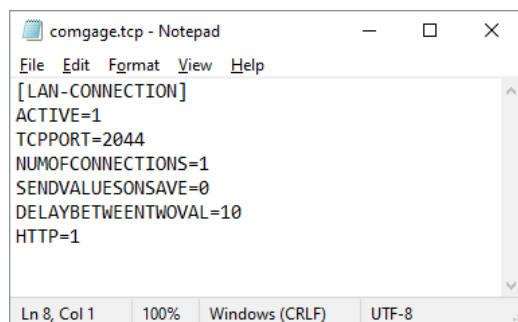 comgage.tcp - Notepad
File Edit Format View Help
[LAN-CONNECTION]
ACTIVE=1
TCPPORT=2044
NUMOFCONNECTIONS=1
SENDVALUESONSAVE=0
DELAYBETWEENTWOVAL=10
HTTP=1
Ln 8, Col 1 100% Windows (CRLF) UTF-8